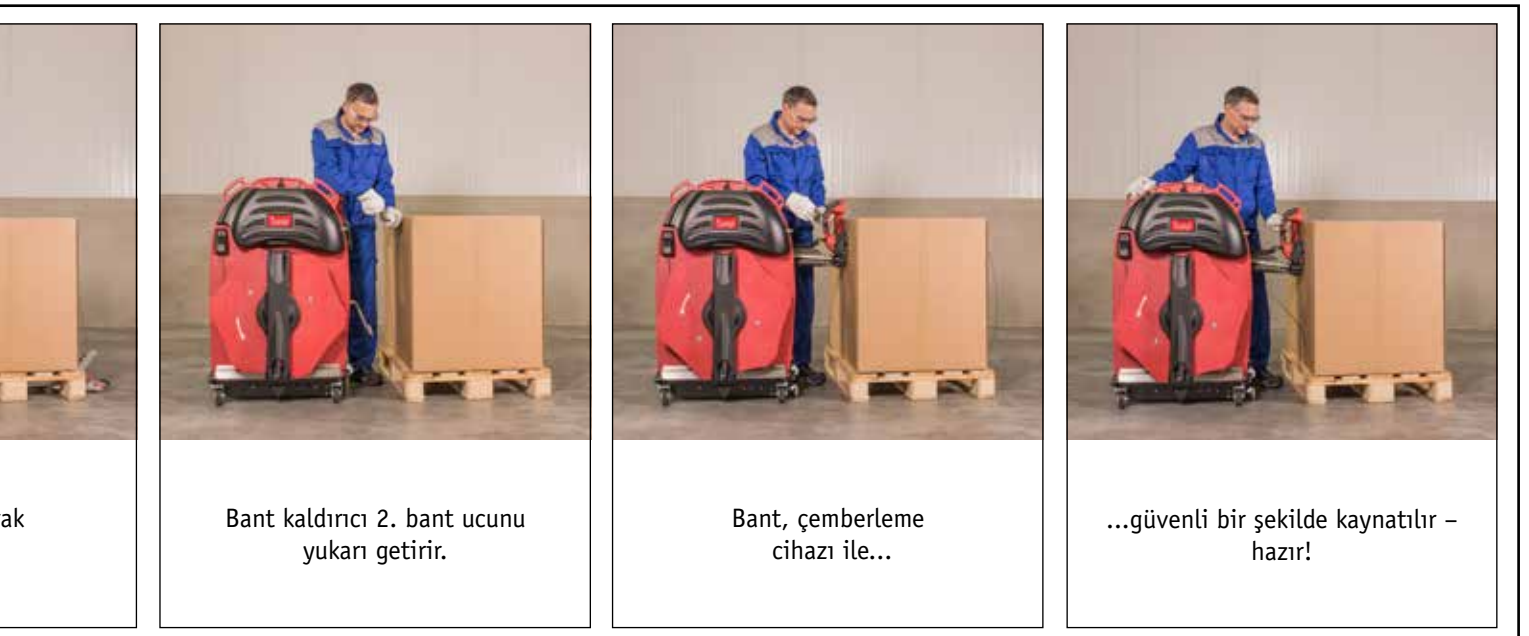 ak
Bant kaldırıcı 2. bant ucunu
yukarı getirir.
Bant, çemberleme
cihazı ile...
...güvenli bir şekilde kaynatılır –
hazır!